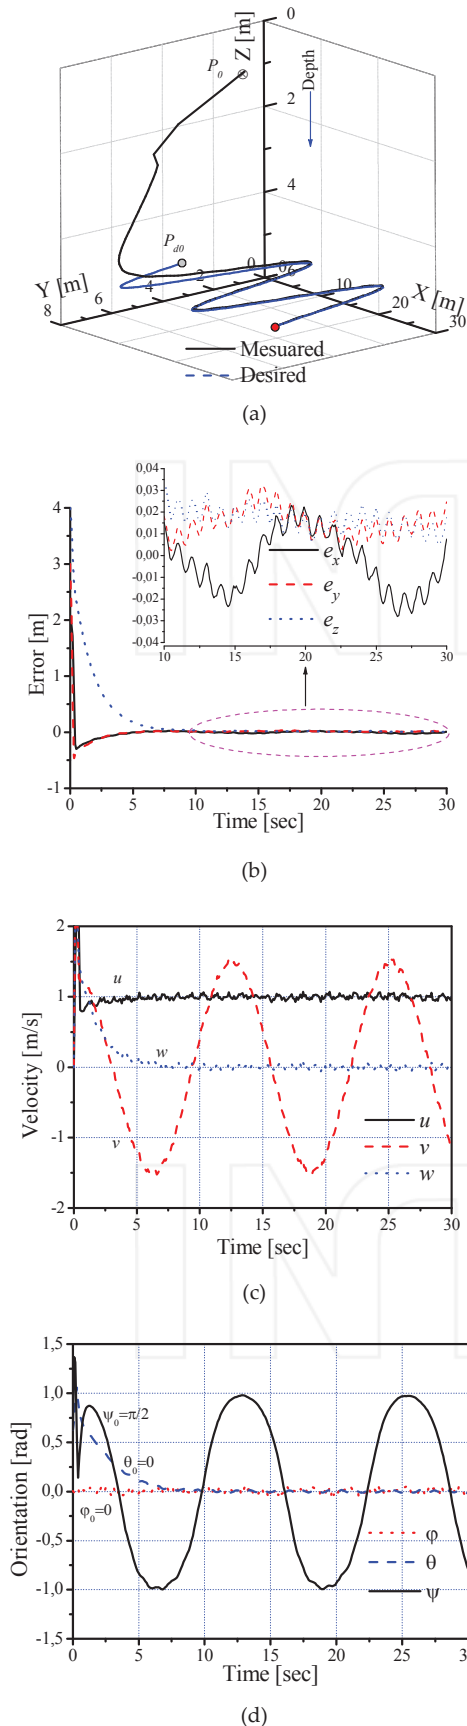 0
Z [m]
P0
Depth
2
4
Pd0
Y [m]
8
6
4
2
0
0
6
10
20
30
X [m]
Mesuared
Desired
(a)
0,04
0,03
0,02
0,01
0,00
-0,01
-0,02
-0,03
-0,04
10
15
20
25
30
ex
ey
ez
4
3
2
1
0
-1
Error [m]
0
5
10
15
20
25
30
Time [sec]
(b)
2
1
0
-1
-2
Velocity [m/s]
u
w
v
u
v
w
0
5
10
15
20
25
30
Time [sec]
(c)
1,5
1,0
0,5
0,0
-0,5
-1,0
-1,5
Orientation [rad]
ψ0=π/2
θ0=0
φ0=0
φ
θ
ψ
0
5
10
15
20
25
30
Time [sec]
(d)